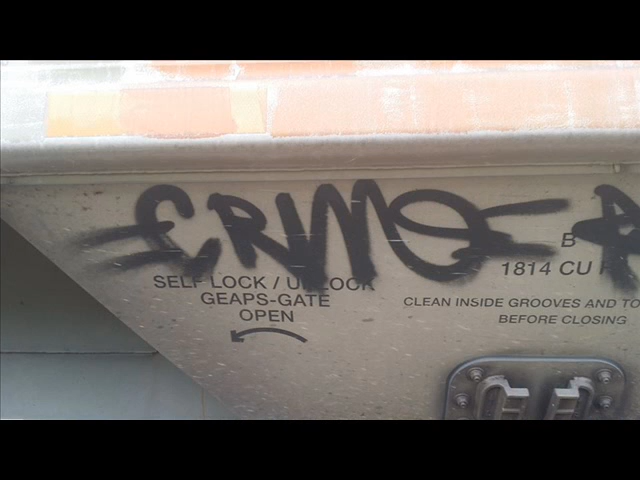 ERMO
B
1814 CU
SELF LOCK / UNLOCK
GEAPS-GATE
OPEN
CLEAN INSIDE GROOVES AND TO
BEFORE CLOSING